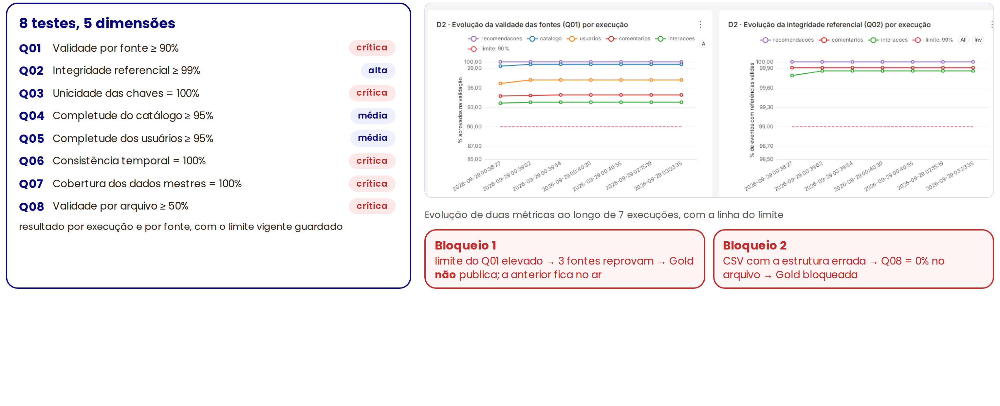 8 testes, 5 dimensões
Q01 Validade por fonte ≥ 90% crítica
Q02 Integridade referencial ≥ 99% alta
Q03 Unicidade das chaves = 100% crítica
Q04 Completude do catálogo ≥ 95% média
Q05 Completude dos usuários ≥ 95% média
Q06 Consistência temporal = 100% crítica
Q07 Cobertura dos dados mestres = 100% crítica
Q08 Validade por arquivo ≥ 50% crítica
resultado por execução e por fonte, com o limite vigente guardado
D2 · Evolução da validade das fontes (Q01) por execução
recomendacoes catalogo usuarios comentarios interacoes
limite: 90%
A
% aprovados na validação
100,00
99,00
96,00
93,00
90,00
87,00
85,00
2026-09-29 00:38:27
2026-09-29 00:39:02
2026-09-29 00:39:54
2026-09-29 00:40:30
2026-09-29 00:40:55
2026-09-29 02:15:19
2026-09-29 03:23:35
D2 · Evolução da integridade referencial (Q02) por execução
recomendacoes comentarios interacoes limite: 99% All Inv
% de eventos com referências válidas
100,00
99,90
99,60
99,30
99,00
98,70
98,50
2026-09-29 00:38:27
2026-09-29 00:39:02
2026-09-29 00:39:54
2026-09-29 00:40:30
2026-09-29 00:40:55
2026-09-29 02:15:19
2026-09-29 03:23:35
Evolução de duas métricas ao longo de 7 execuções, com a linha do limite
Bloqueio 1
limite do Q01 elevado → 3 fontes reprovam → Gold
não publica; a anterior fica no ar
Bloqueio 2
CSV com a estrutura errada → Q08 = 0% no
arquivo → Gold bloqueada